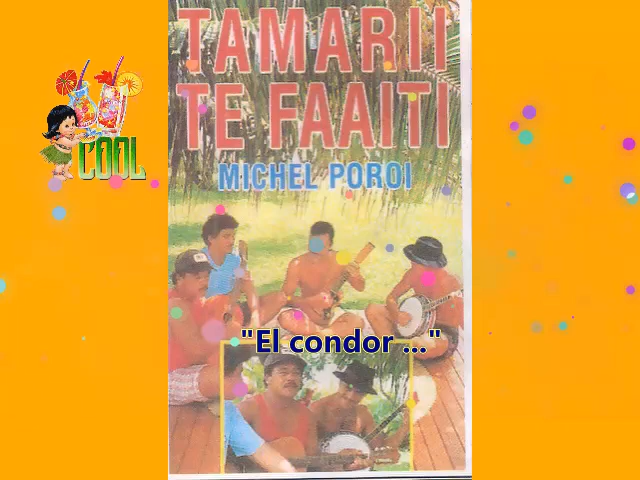 TAMARII
TE FAAITI
MICHEL POROI
COOL
"El condor ..."